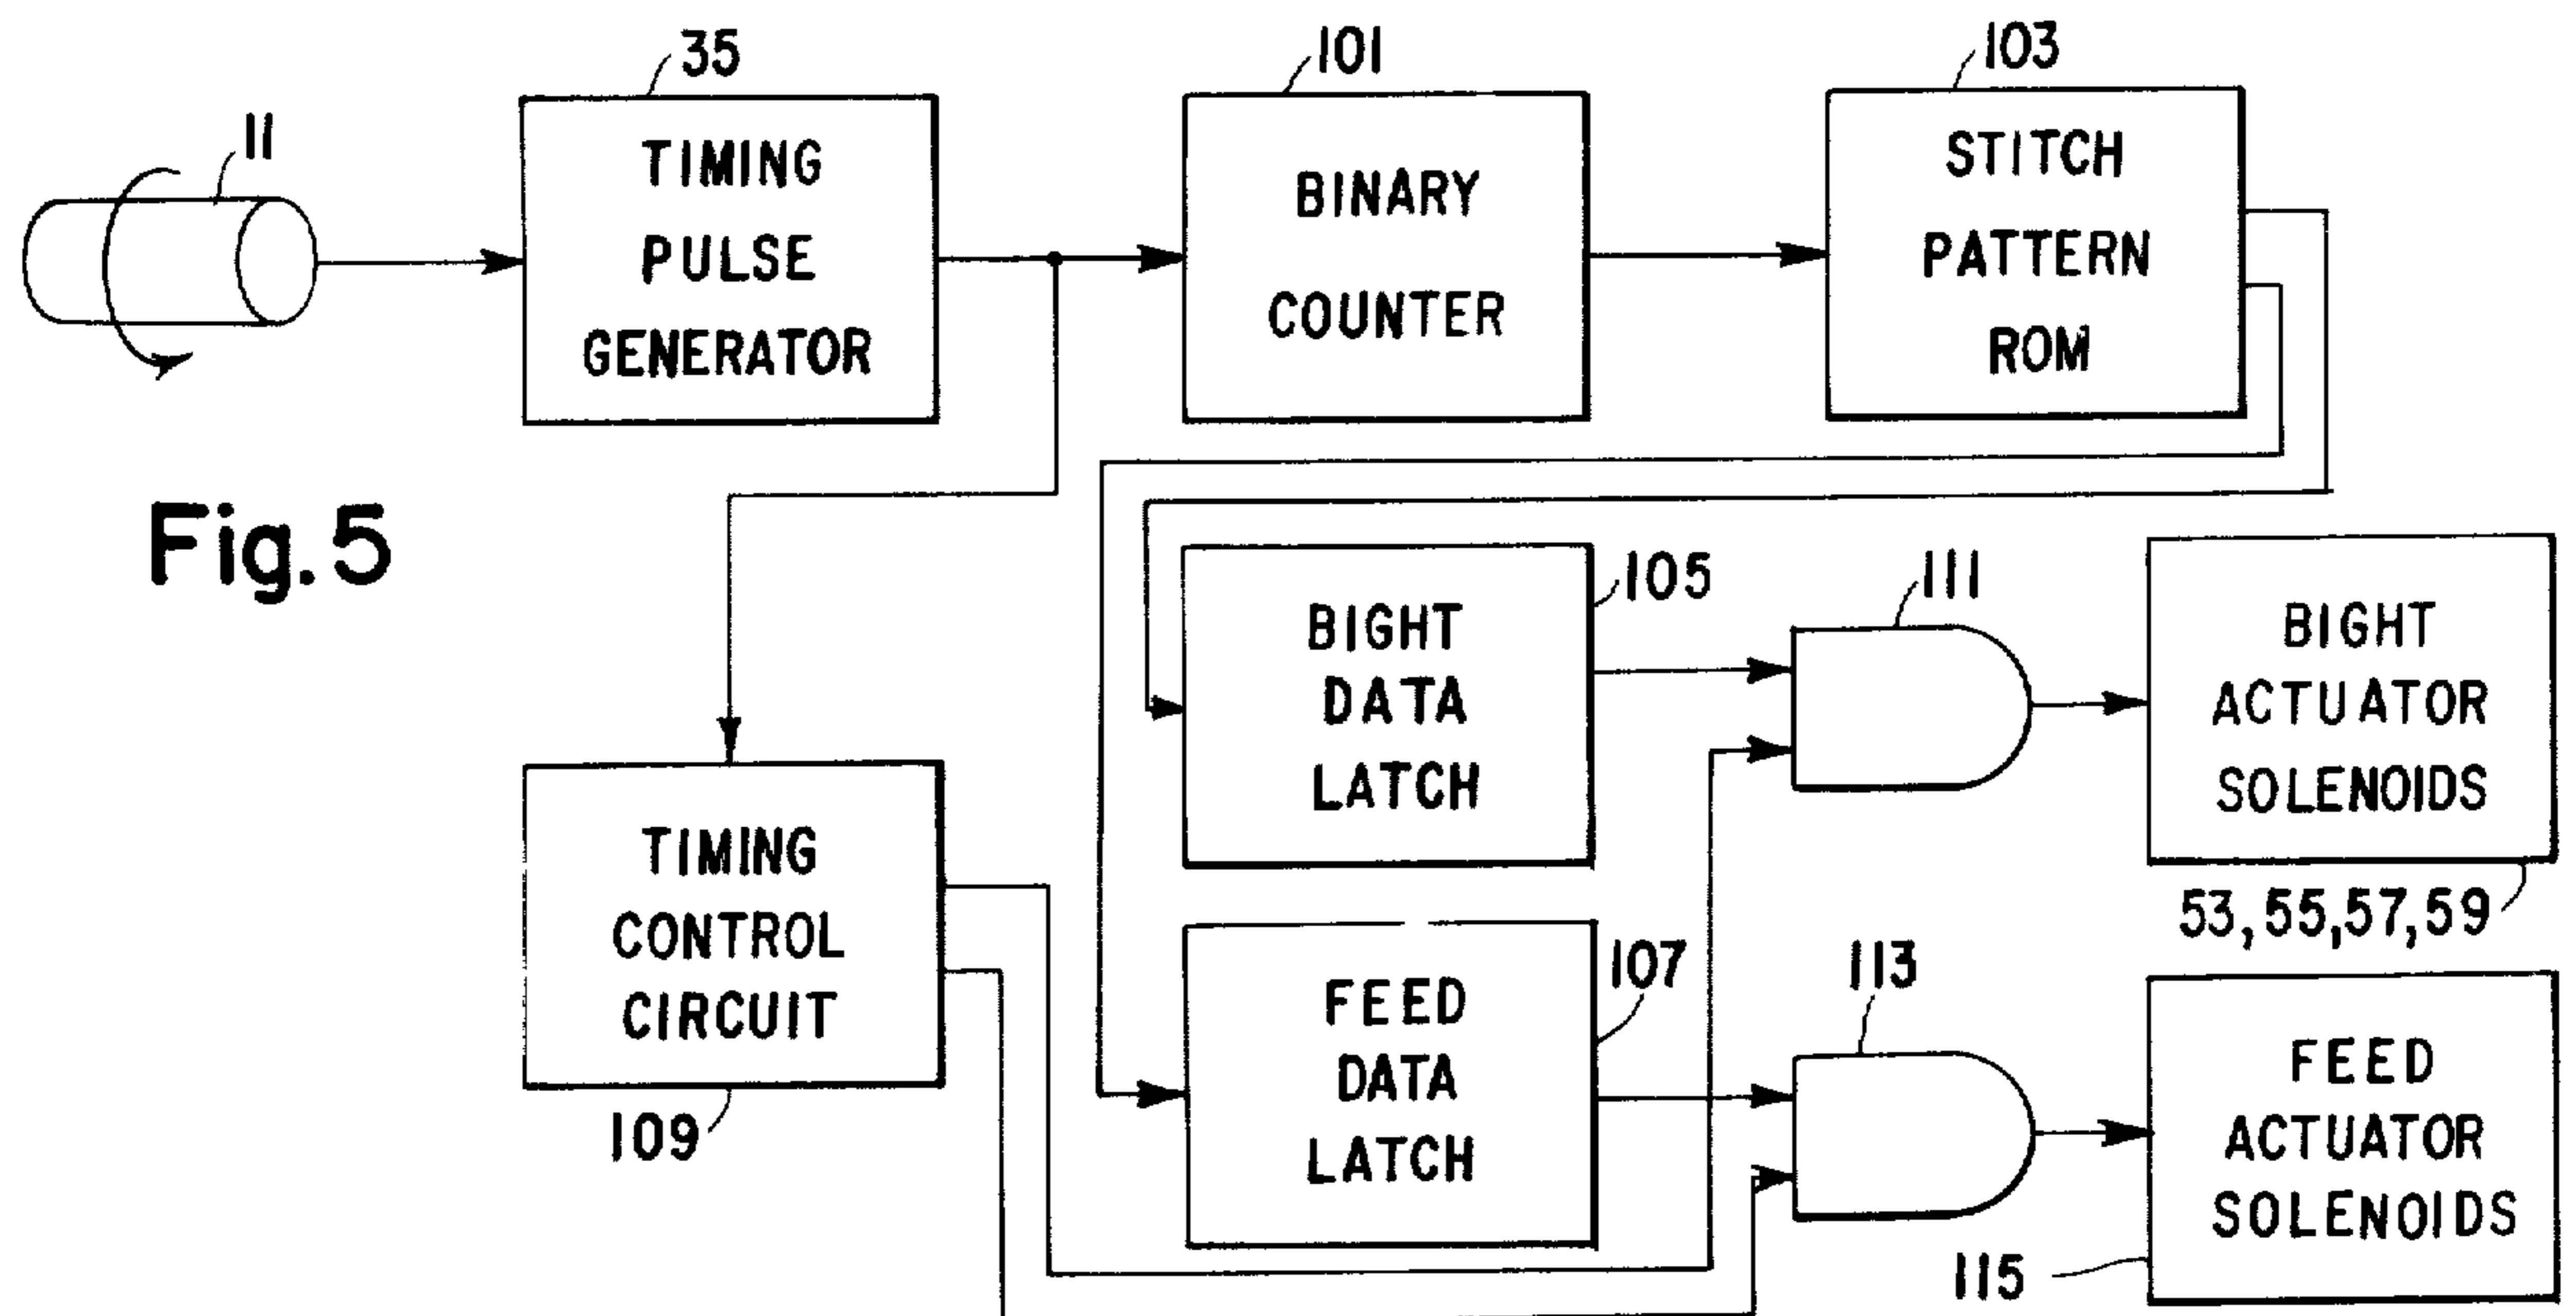 35
101
103
11
TIMING
PULSE
GENERATOR
BINARY
COUNTER
STITCH
PATTERN
ROM
Fig. 5
105
111
BIGHT
DATA
LATCH
BIGHT
ACTUATOR
SOLENOIDS
53, 55, 57, 59
TIMING
CONTROL
CIRCUIT
109
107
113
FEED
DATA
LATCH
FEED
ACTUATOR
SOLENOIDS
115